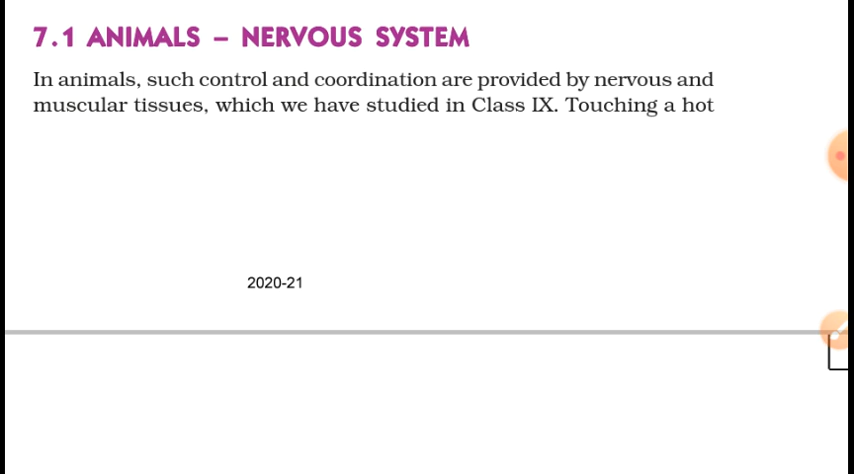 7.1 ANIMALS – NERVOUS SYSTEM
In animals, such control and coordination are provided by nervous and
muscular tissues, which we have studied in Class IX. Touching a hot
2020-21